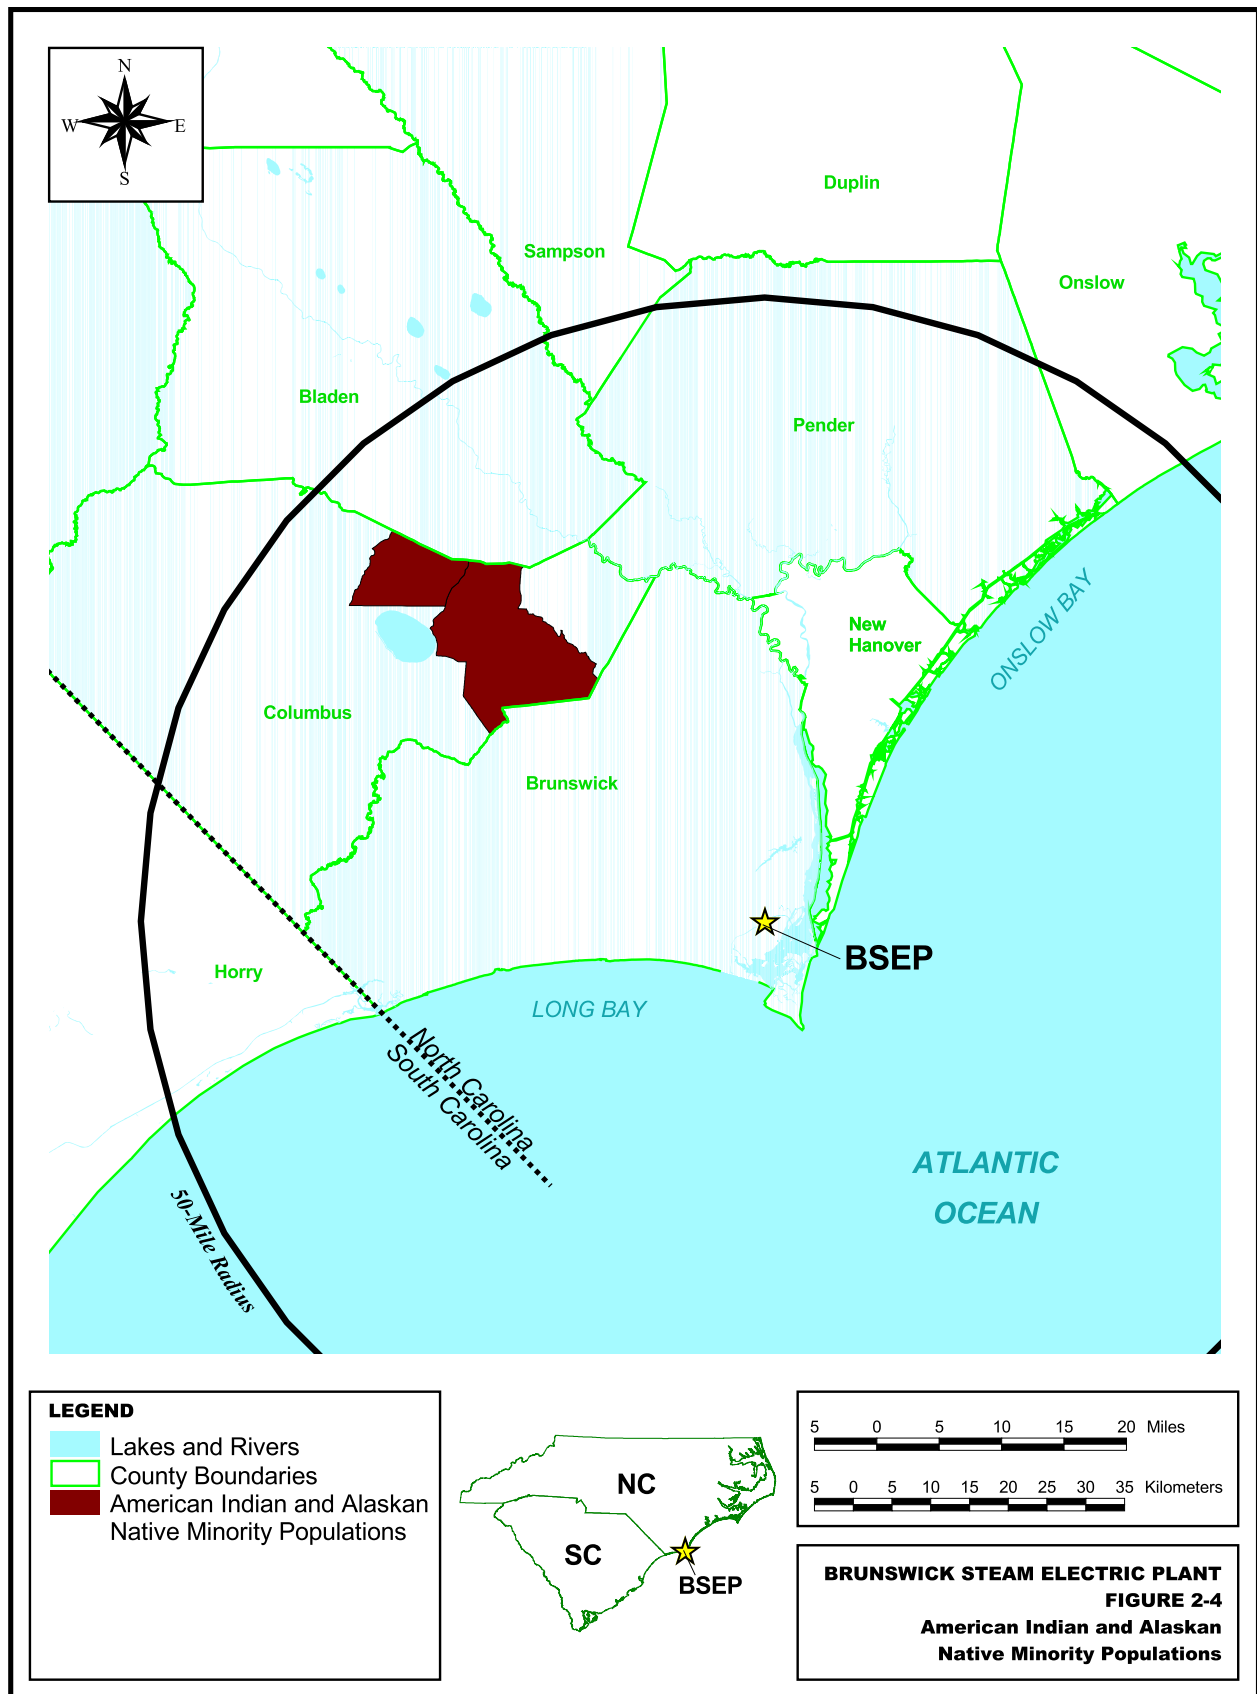 N
W
E
S
Duplin
Sampson
Onslow
Bladen
Pender
New
Hanover
ONSLOW BAY
Columbus
Brunswick
BSEP
Horry
LONG BAY
North Carolina
South Carolina
ATLANTIC
OCEAN
50-Mile Radius
LEGEND
Lakes and Rivers
County Boundaries
American Indian and Alaskan
Native Minority Populations
NC
SC
BSEP
5 0 5 10 15 20 Miles
5 0 5 10 15 20 25 30 35 Kilometers
BRUNSWICK STEAM ELECTRIC PLANT
FIGURE 2-4
American Indian and Alaskan
Native Minority Populations